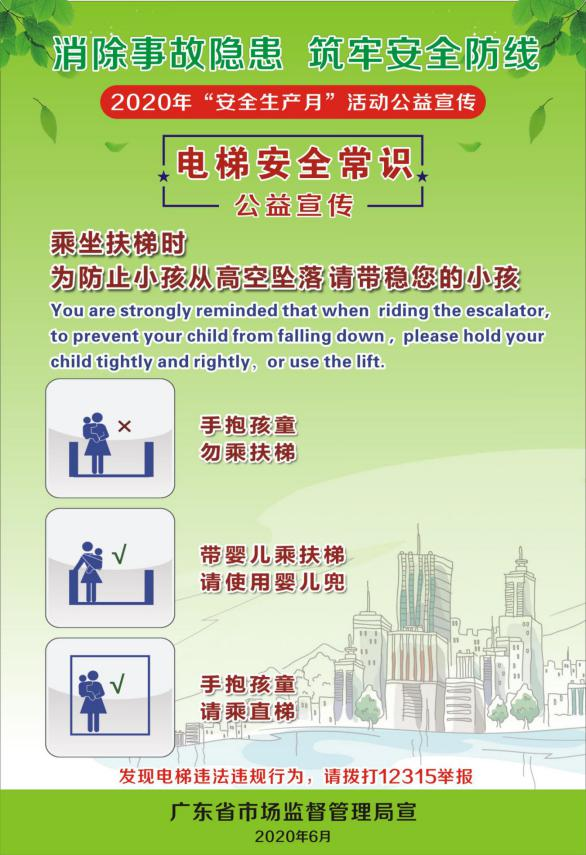 消除事故隐患 筑牢安全防线
2020年“安全生产月”活动公益宣传
电梯安全常识
公益宣传
乘坐扶梯时
为防止小孩从高空坠落 请带稳您的小孩
You are strongly reminded that when riding the escalator,
to prevent your child from falling down , please hold your
child tightly and rightly, or use the lift.
手抱孩童
勿乘扶梯
带婴儿乘扶梯
请使用婴儿兜
手抱孩童
请乘直梯
发现电梯违法违规行为，请拨打12315举报
广东省市场监督管理局宣
2020年6月